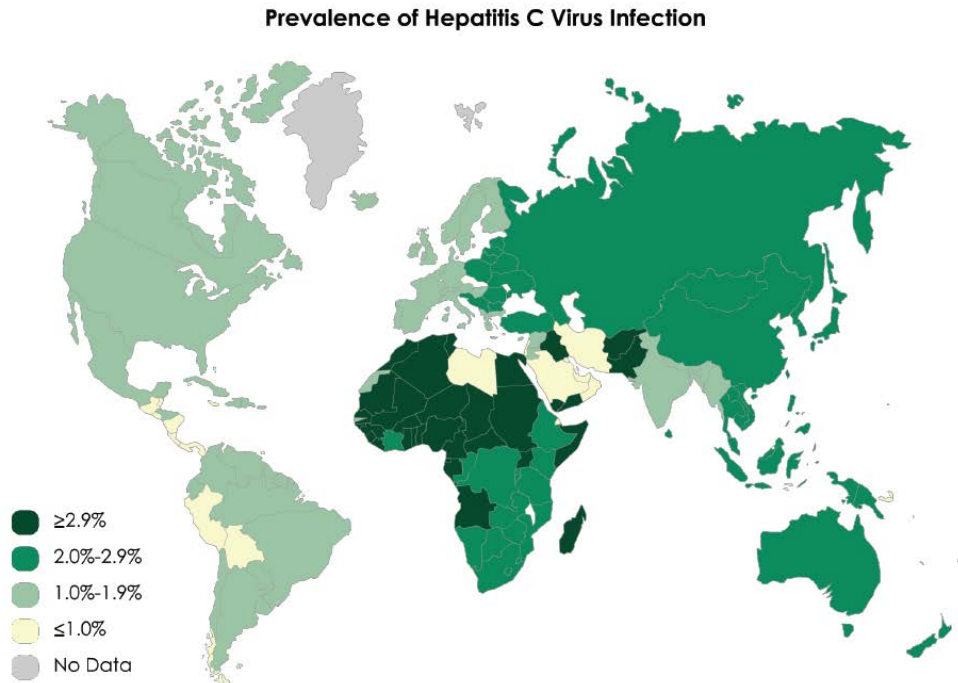 Prevalence of Hepatitis C Virus Infection
≥2.9%
2.0%-2.9%
1.0%-1.9%
≤1.0%
No Data